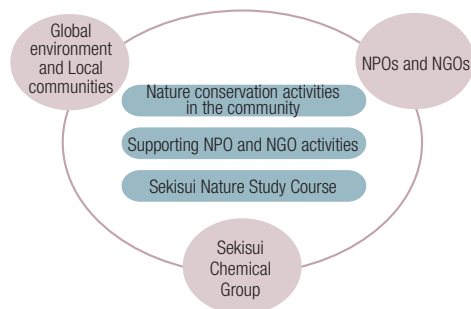 Global
environment
and Local
communities
NPOs and NGOs
Nature conservation activities
in the community
Supporting NPO and NGO activities
Sekisui Nature Study Course
Sekisui
Chemical
Group